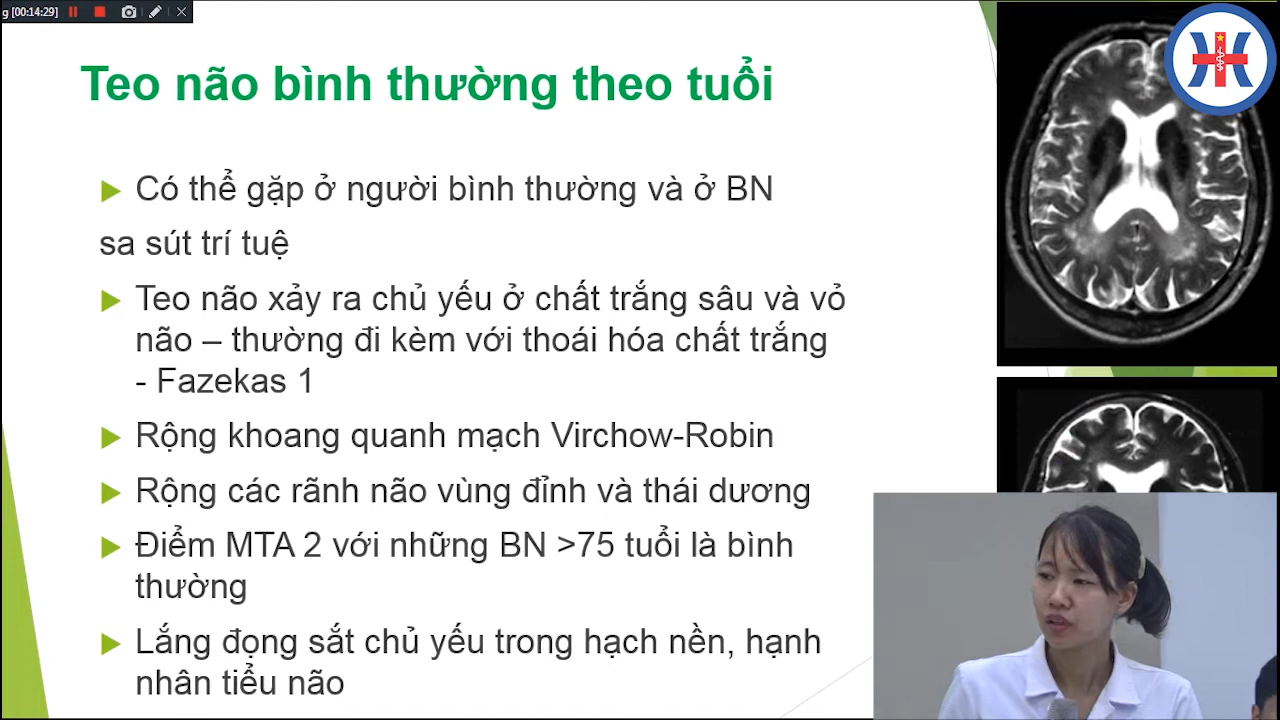 g [00:14:29]
Teo não bình thường theo tuổi
Có thể gặp ở người bình thường và ở BN
sa sút trí tuệ
Teo não xảy ra chủ yếu ở chất trắng sâu và vỏ
não – thường đi kèm với thoái hóa chất trắng
- Fazekas 1
Rộng khoang quanh mạch Virchow-Robin
Rộng các rãnh não vùng đỉnh và thái dương
Điểm MTA 2 với những BN >75 tuổi là bình
thường
Lắng đọng sắt chủ yếu trong hạch nền, hạnh
nhân tiểu não